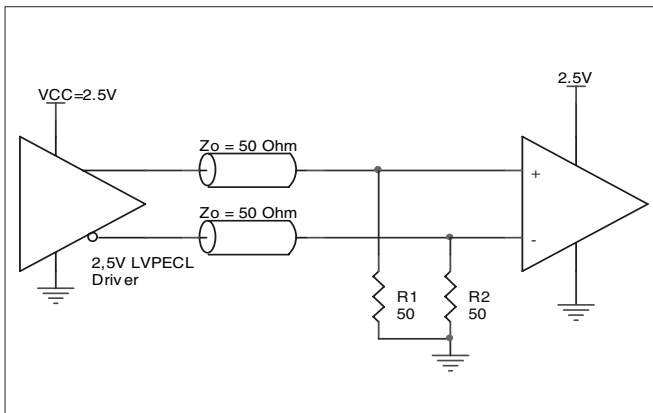 2.5V
VCC=2.5V
Zo = 50 Ohm
+
Zo = 50 Ohm
-
2,5V LVPECL
Driver
R1
50
R2
50